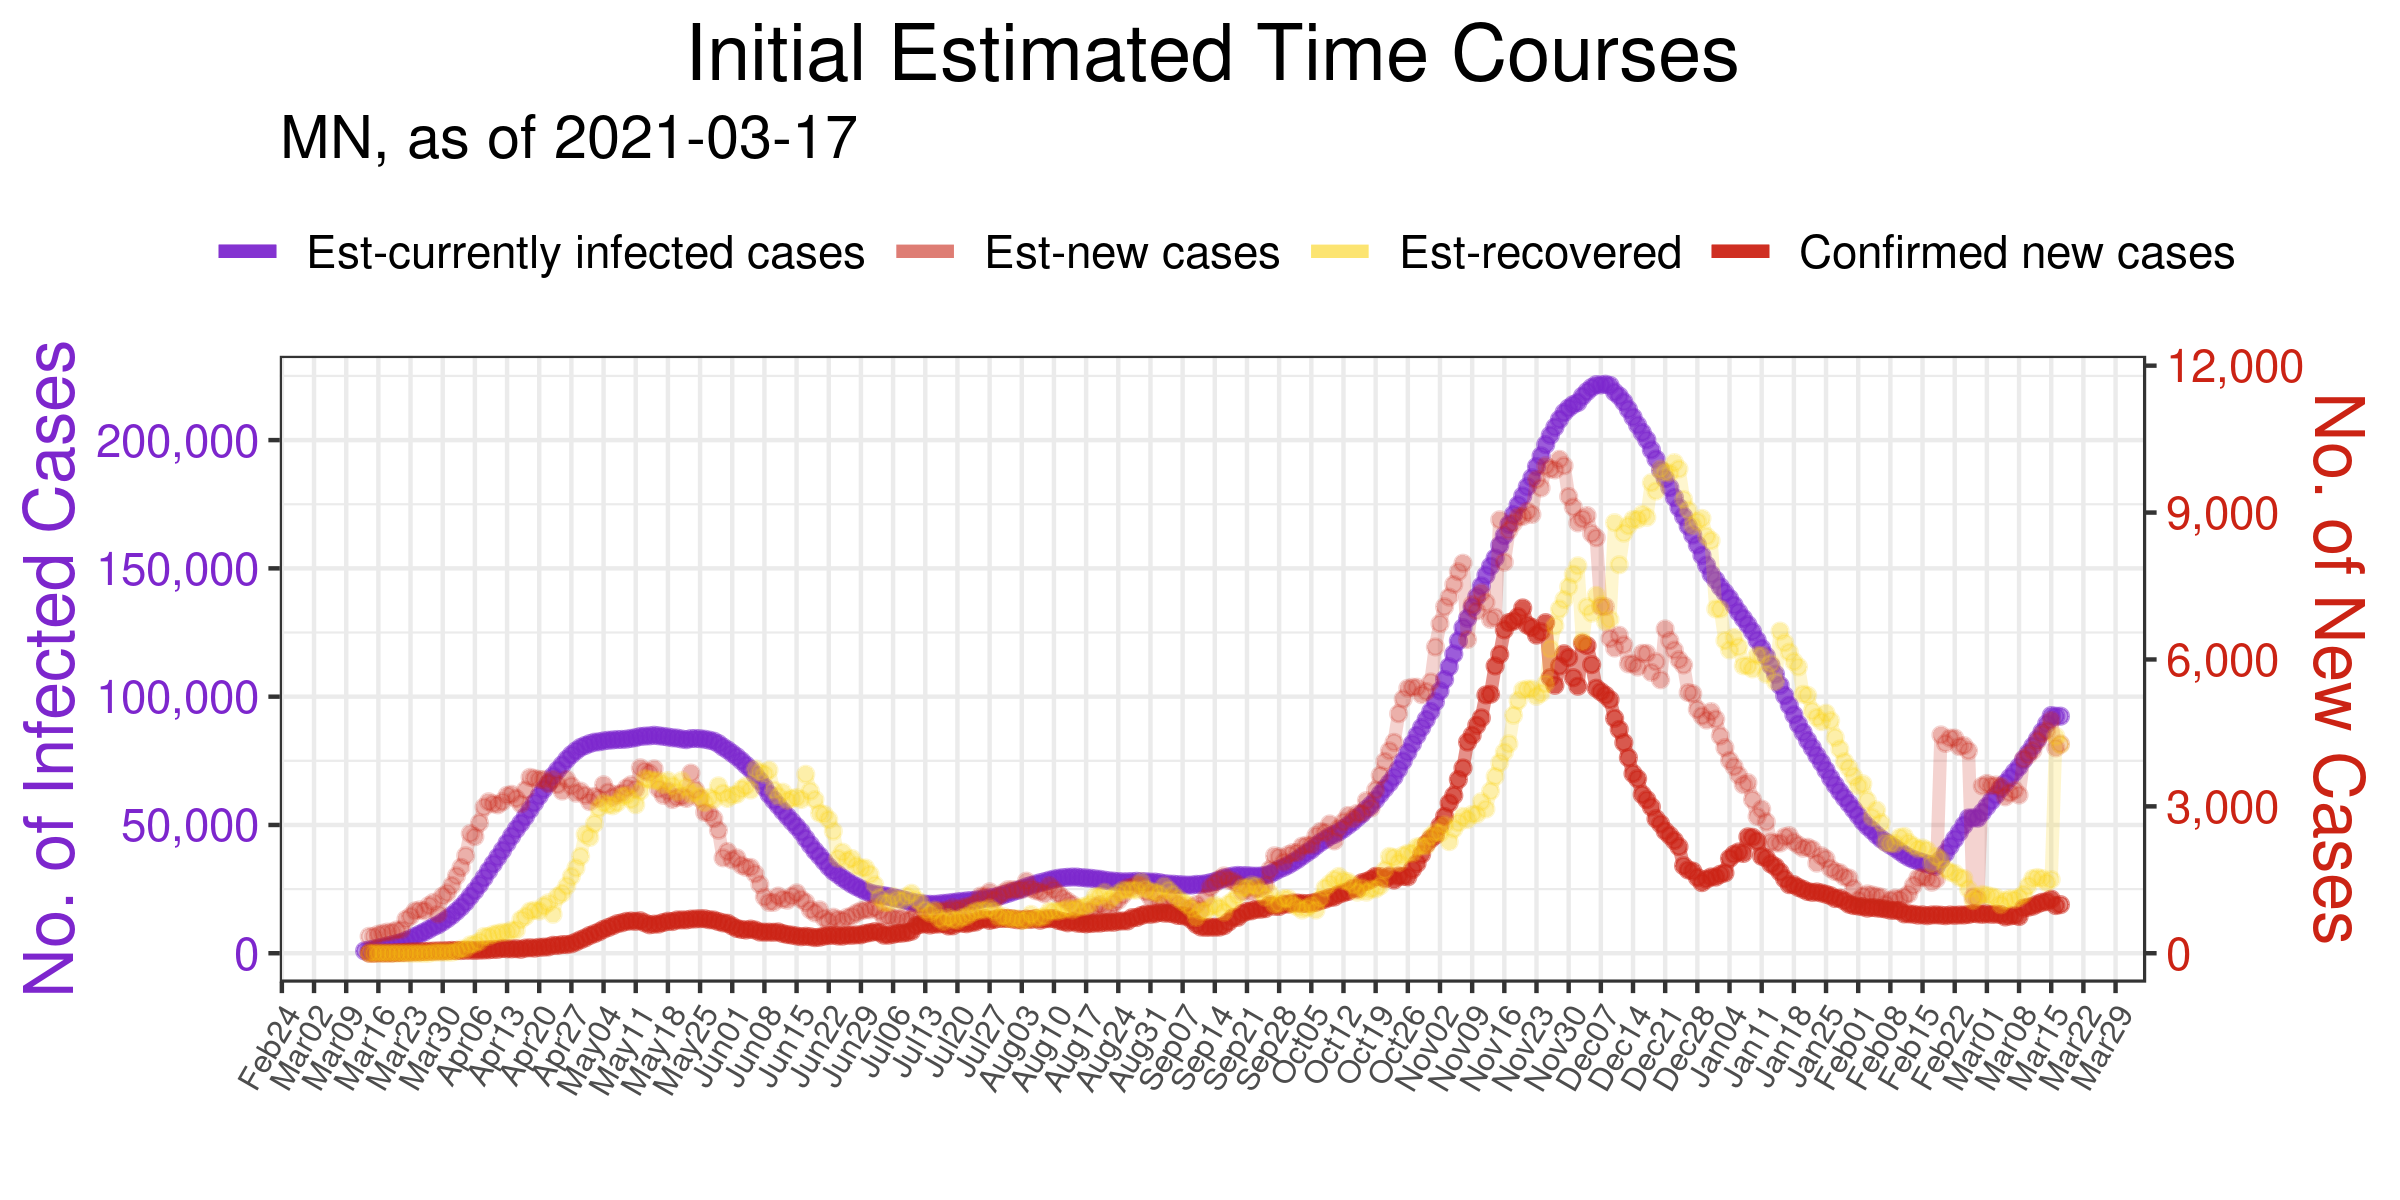 Initial Estimated Time Courses
MN, as of 2021-03-17
Est-currently infected cases
Est-new cases
Est-recovered
Confirmed new cases
No. of Infected Cases
200,000
150,000
100,000
50,000
0
12,000
9,000
6,000
3,000
0
No. of New Cases
Feb24
Mar02
Mar09
Mar16
Mar23
Mar30
Apr06
Apr13
Apr20
Apr27
May04
May11
May18
May25
Jun01
Jun08
Jun15
Jun22
Jun29
Jul06
Jul13
Jul20
Jul27
Aug03
Aug10
Aug17
Aug24
Aug31
Sep07
Sep14
Sep21
Sep28
Oct05
Oct12
Oct19
Oct26
Nov02
Nov09
Nov16
Nov23
Nov30
Dec07
Dec14
Dec21
Dec28
Jan04
Jan11
Jan18
Jan25
Feb01
Feb08
Feb15
Feb22
Mar01
Mar08
Mar15
Mar22
Mar29